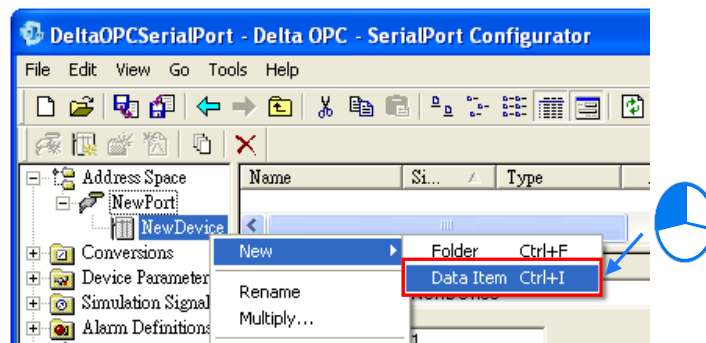 DeltaOPCSerialPort - Delta OPC - SerialPort Configurator
File Edit View Go Tools Help
Address Space
Name Si... Type
NewPort
NewDevice
Conversions
New
Folder Ctrl+F
Device Parameter
Data Item Ctrl+I
Rename
Simulation Signal
Multiply...
Alarm Definitions
1